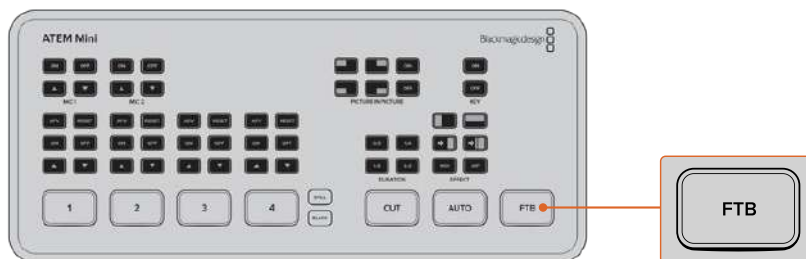 ATEM Mini
Blackmagicdesign
ON OFF ON OFF ON
MIC 1 MIC 2 OFF OFF
PICTURE IN PICTURE KEY
AFV RESET AFV RESET AFV RESET AFV RESET
ON OFF ON OFF ON OFF ON OFF
DURATION EFFECT
STILL
1 2 3 4 CUT AUTO FTB
BLACK
FTB